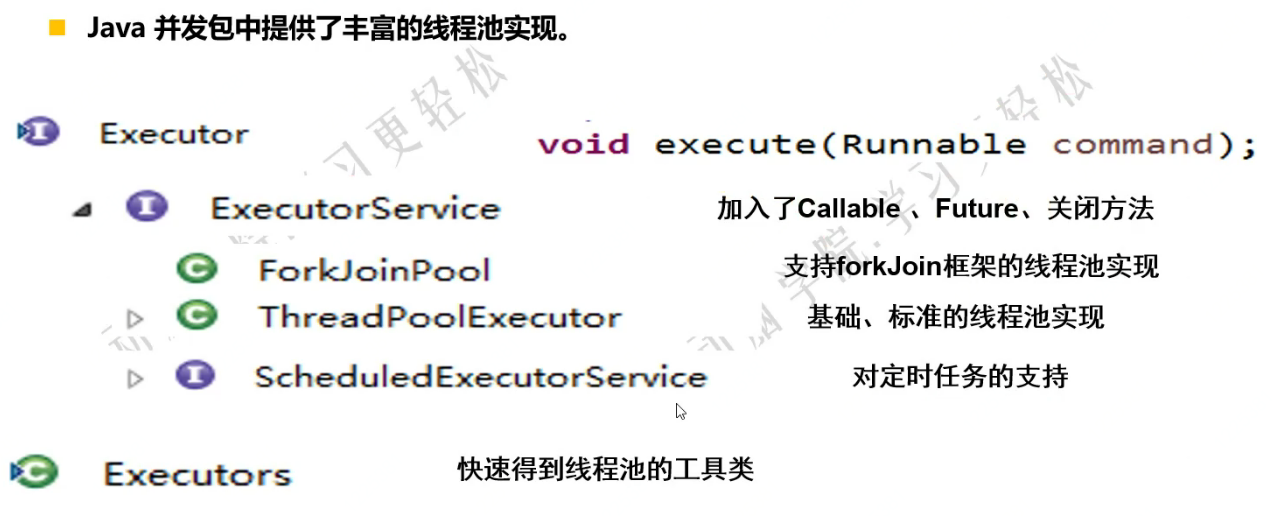 Java 并发包中提供了丰富的线程池实现。
Executor void execute(Runnable command);
ExecutorService 加入了Callable 、Future、关闭方法
ForkJoinPool 支持forkJoin框架的线程池实现
ThreadPoolExecutor 基础、标准的线程池实现
ScheduledExecutorService 对定时任务的支持
Executors 快速得到线程池的工具类